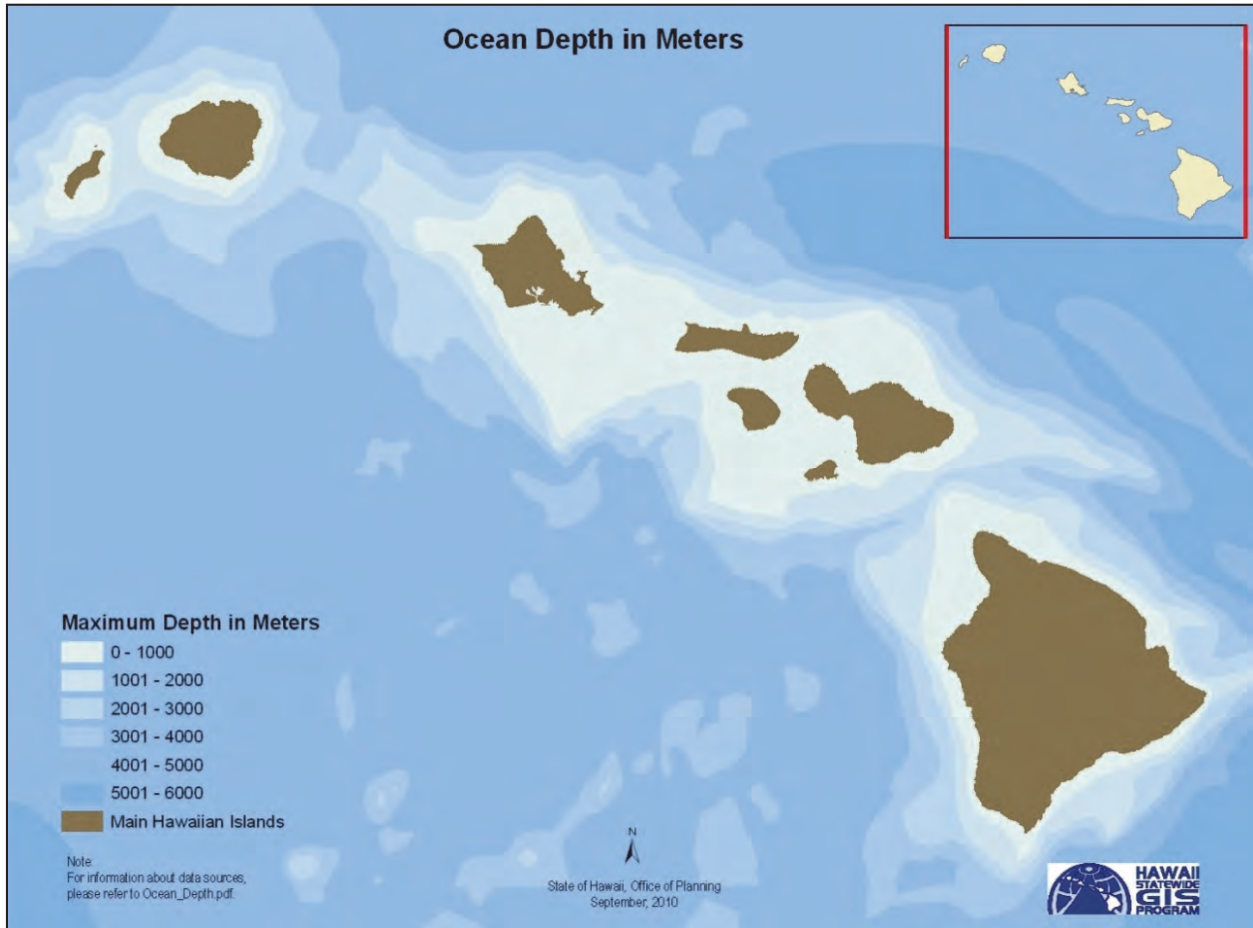 Ocean Depth in Meters
Maximum Depth in Meters
0 - 1000
1001 - 2000
2001 - 3000
3001 - 4000
4001 - 5000
5001 - 6000
Main Hawaiian Islands
Note:
For information about data sources,
please refer to Ocean_Depth.pdf.
N
State of Hawaii, Office of Planning
September, 2010
HAWAII
STATEWIDE
GIS
PROGRAM